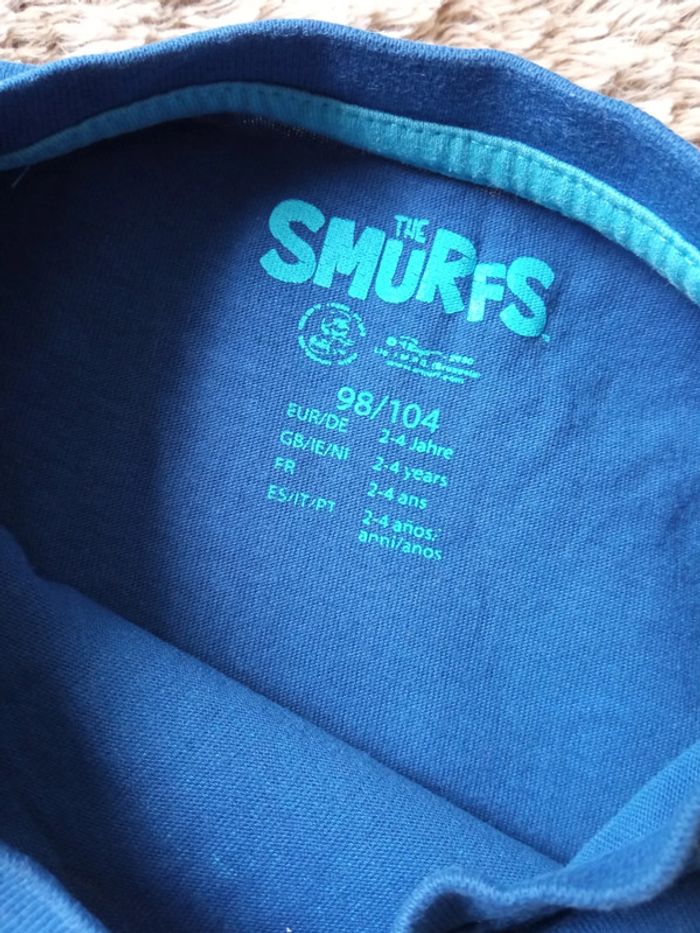 THE
SMURFS
98/104
EUR/DE 2-4 Jahre
GB/IE/NI 2-4 years
FR 2-4 ans
ES/IT/PT 2-4 años/
anni/anos